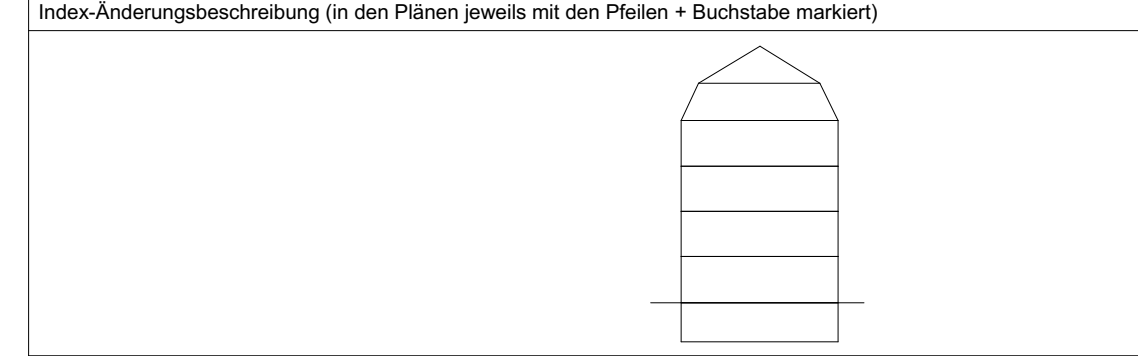 Index-Änderungsbeschreibung (in den Plänen jeweils mit den Pfeilen + Buchstabe markiert)